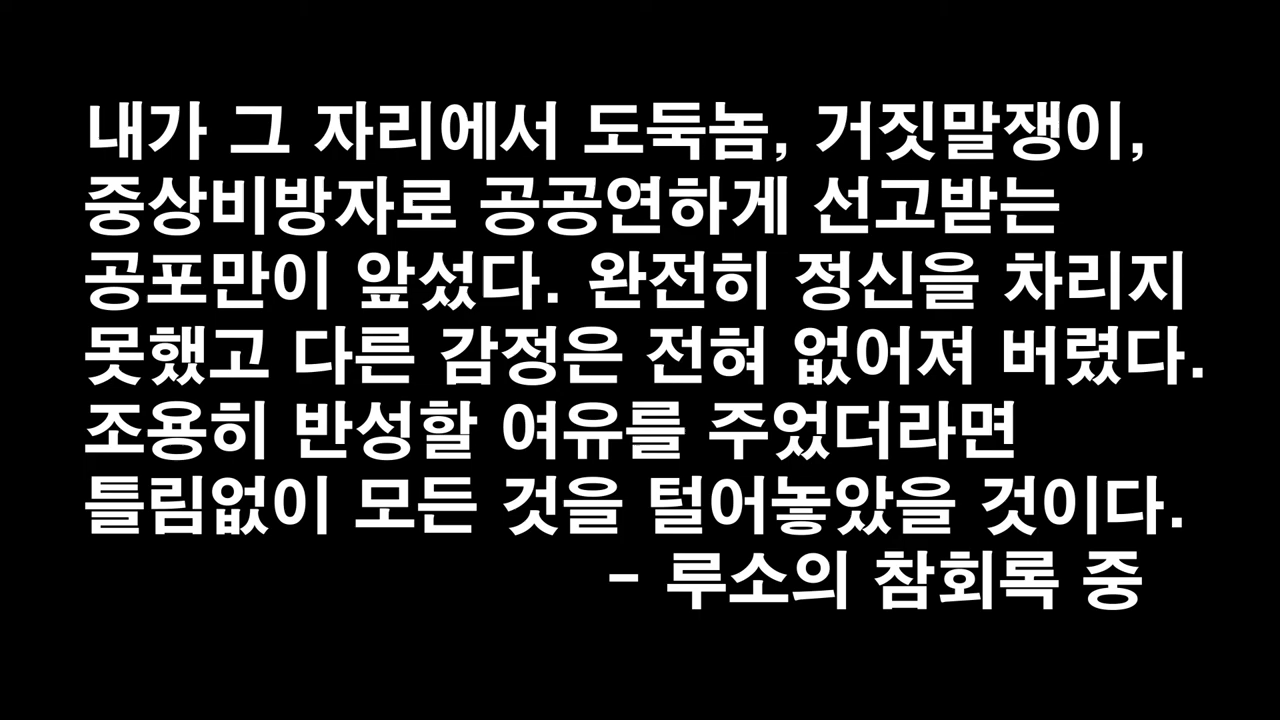 내가 그 자리에서 도둑놈, 거짓말쟁이,
중상비방자로 공공연하게 선고받는
공포만이 앞섰다. 완전히 정신을 차리지
못했고 다른 감정은 전혀 없어져 버렸다.
조용히 반성할 여유를 주었더라면
틀림없이 모든 것을 털어놓았을 것이다.
- 루소의 참회록 중